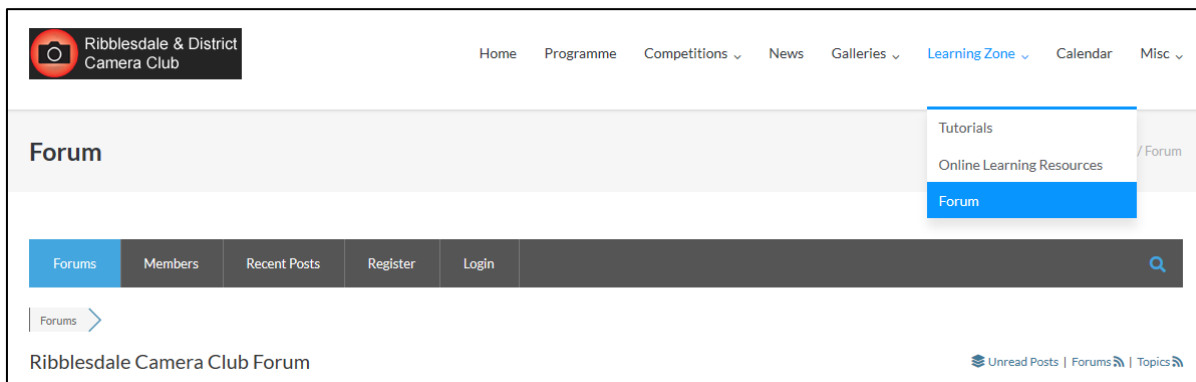 Ribblesdale & District
Camera Club
Home Programme Competitions News Galleries Learning Zone Calendar Misc
Tutorials
Forum
/ Forum
Online Learning Resources
Forum
Forums Members Recent Posts Register Login
Forums
Ribblesdale Camera Club Forum
Unread Posts | Forums | Topics